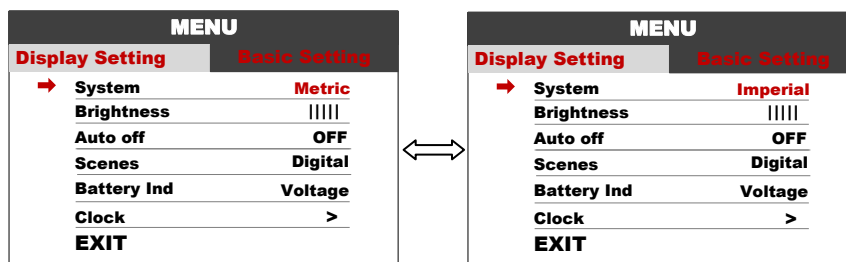 MENU
Display Setting Basic Setting
System Metric
Brightness |||||
Auto off OFF
Scenes Digital
Battery Ind Voltage
Clock >
EXIT
MENU
Display Setting Basic Setting
System Imperial
Brightness |||||
Auto off OFF
Scenes Digital
Battery Ind Voltage
Clock >
EXIT